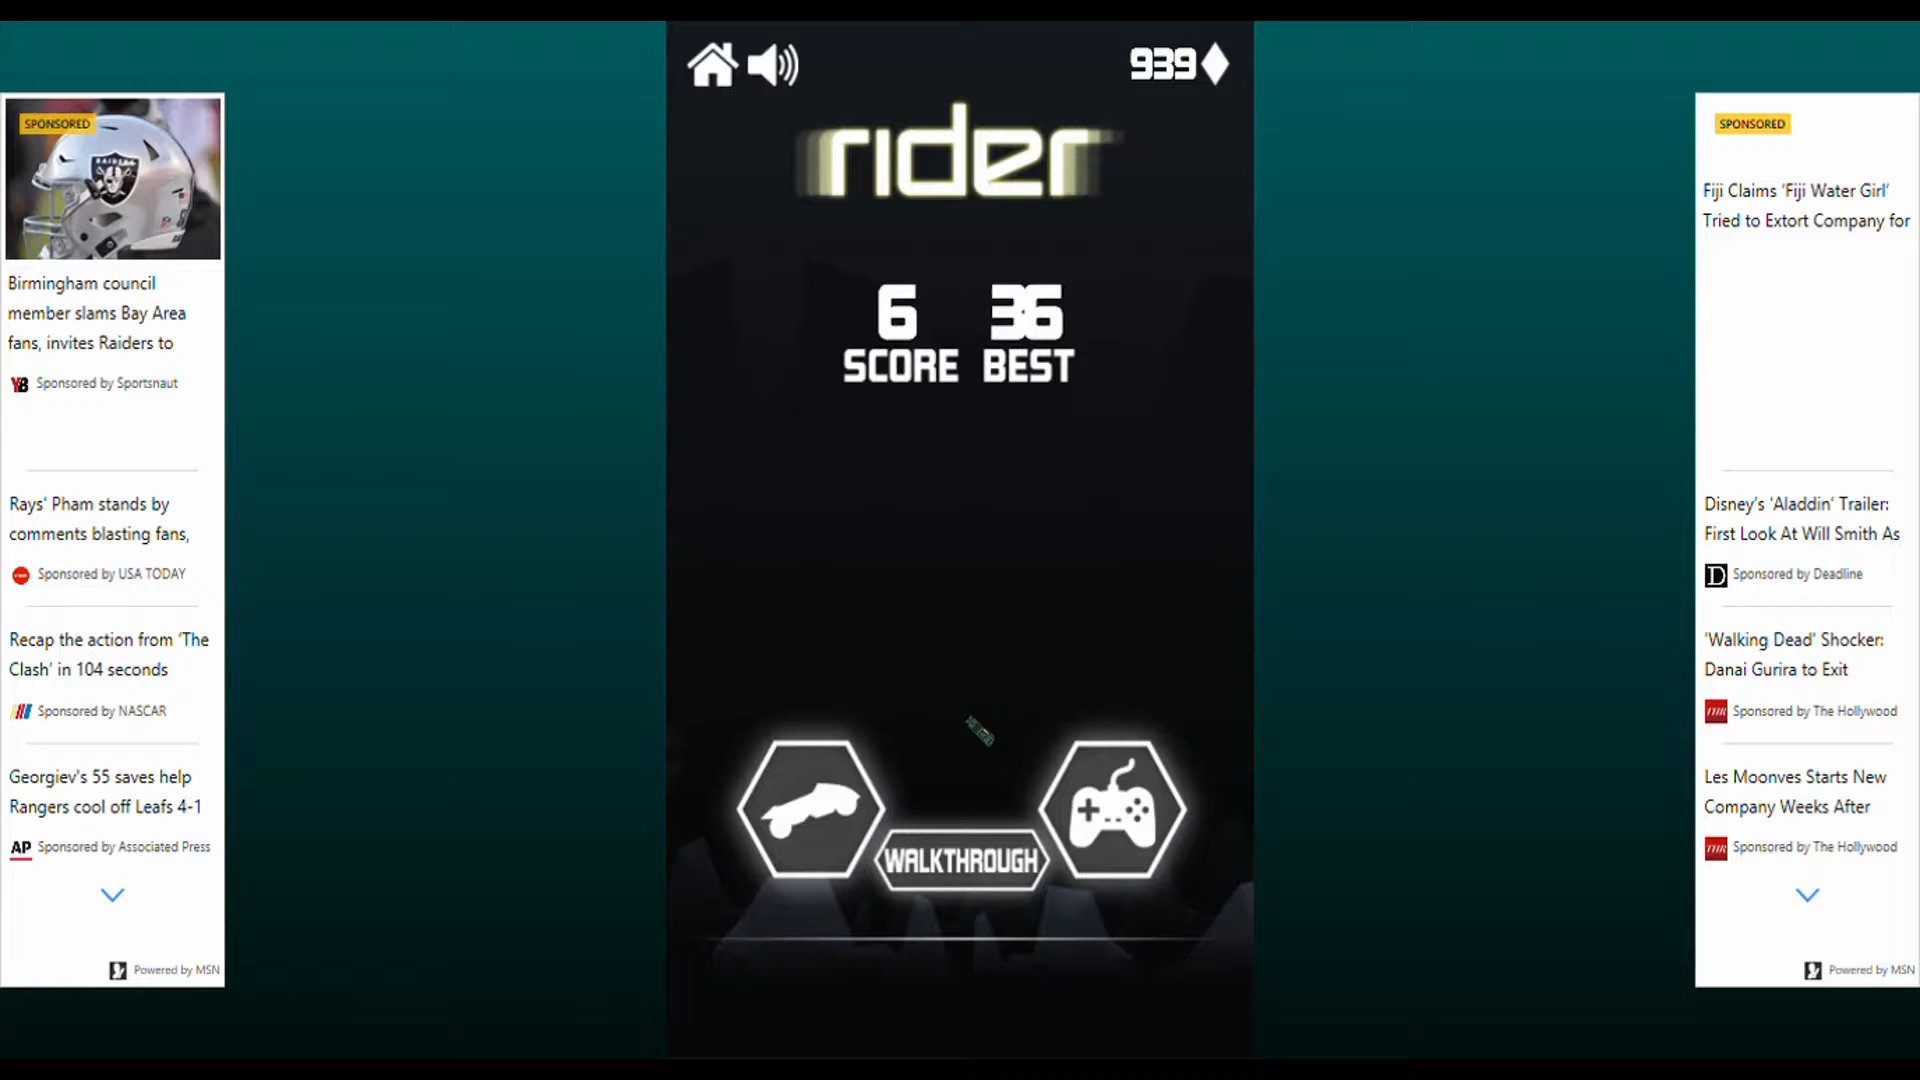 SPONSORED
RAIDERS
Birmingham council
member slams Bay Area
fans, invites Raiders to
YB Sponsored by Sportsnaut
Rays' Pham stands by
comments blasting fans,
Sponsored by USA TODAY
Recap the action from ‘The
Clash’ in 104 seconds
Sponsored by NASCAR
Georgiev's 55 saves help
Rangers cool off Leafs 4-1
AP Sponsored by Associated Press
Powered by MSN
939
rider
6 36
SCORE BEST
WALKTHROUGH
SPONSORED
Fiji Claims ‘Fiji Water Girl’
Tried to Extort Company for
Disney’s ‘Aladdin’ Trailer:
First Look At Will Smith As
D Sponsored by Deadline
'Walking Dead' Shocker:
Danai Gurira to Exit
THR Sponsored by The Hollywood
Les Moonves Starts New
Company Weeks After
THR Sponsored by The Hollywood
Powered by MSN